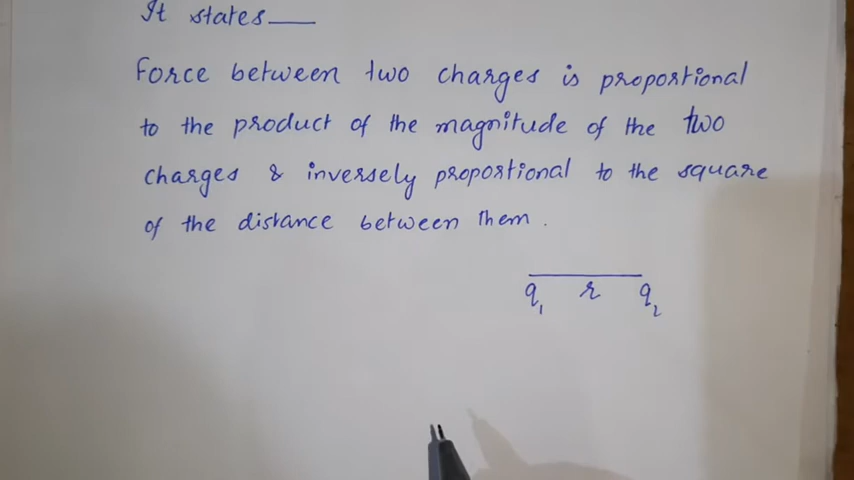 It states___
Force between two charges is proportional
to the product of the magnitude of the two
charges & inversely proportional to the square
of the distance between them.
q₁ r q₂